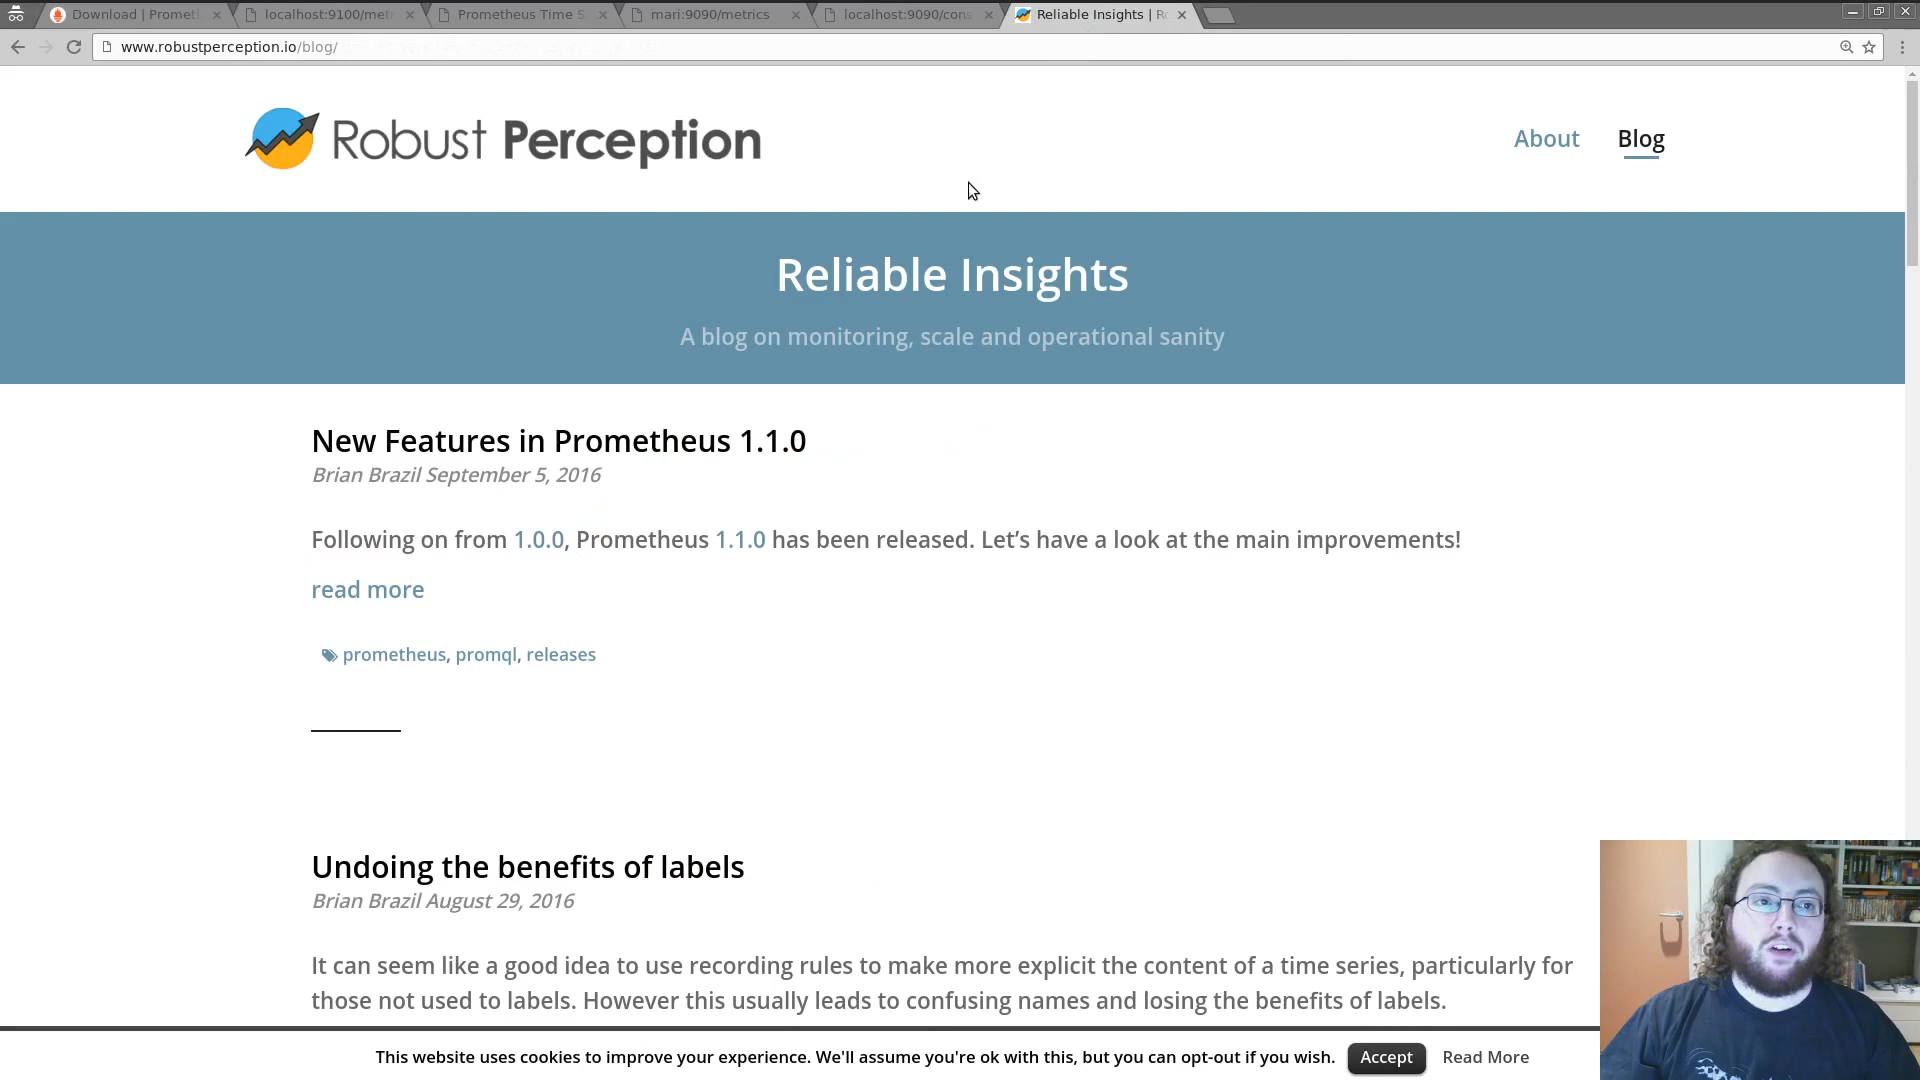 Download | Promet
localhost:9100/met
Prometheus Time S
mari:9090/metrics
localhost:9090/cons
Reliable Insights | R
www.robustperception.io/blog/
Robust Perception
About
Blog
Reliable Insights
A blog on monitoring, scale and operational sanity
New Features in Prometheus 1.1.0
Brian Brazil September 5, 2016
Following on from 1.0.0, Prometheus 1.1.0 has been released. Let’s have a look at the main improvements!
read more
prometheus, promql, releases
Undoing the benefits of labels
Brian Brazil August 29, 2016
It can seem like a good idea to use recording rules to make more explicit the content of a time series, particularly for
those not used to labels. However this usually leads to confusing names and losing the benefits of labels.
This website uses cookies to improve your experience. We'll assume you're ok with this, but you can opt-out if you wish.
Accept
Read More